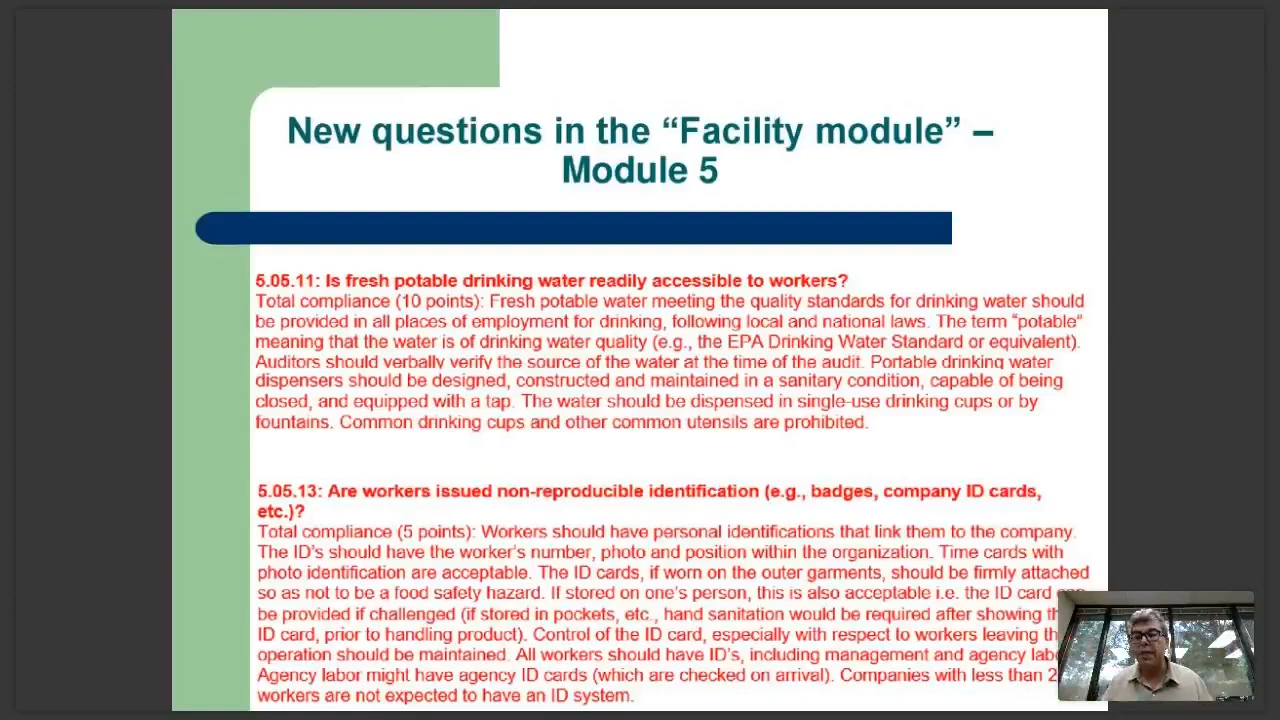 New questions in the “Facility module” –
Module 5
5.05.11: Is fresh potable drinking water readily accessible to workers?
Total compliance (10 points): Fresh potable water meeting the quality standards for drinking water should
be provided in all places of employment for drinking, following local and national laws. The term “potable”
meaning that the water is of drinking water quality (e.g., the EPA Drinking Water Standard or equivalent).
Auditors should verbally verify the source of the water at the time of the audit. Portable drinking water
dispensers should be designed, constructed and maintained in a sanitary condition, capable of being
closed, and equipped with a tap. The water should be dispensed in single-use drinking cups or by
fountains. Common drinking cups and other common utensils are prohibited.
5.05.13: Are workers issued non-reproducible identification (e.g., badges, company ID cards,
etc.)?
Total compliance (5 points): Workers should have personal identifications that link them to the company.
The ID’s should have the worker’s number, photo and position within the organization. Time cards with
photo identification are acceptable. The ID cards, if worn on the outer garments, should be firmly attached
so as not to be a food safety hazard. If stored on one’s person, this is also acceptable i.e. the ID card
be provided if challenged (if stored in pockets, etc., hand sanitation would be required after showing
ID card, prior to handling product). Control of the ID card, especially with respect to workers leaving
operation should be maintained. All workers should have ID’s, including management and agency
Agency labor might have agency ID cards (which are checked on arrival). Companies with less than
workers are not expected to have an ID system.